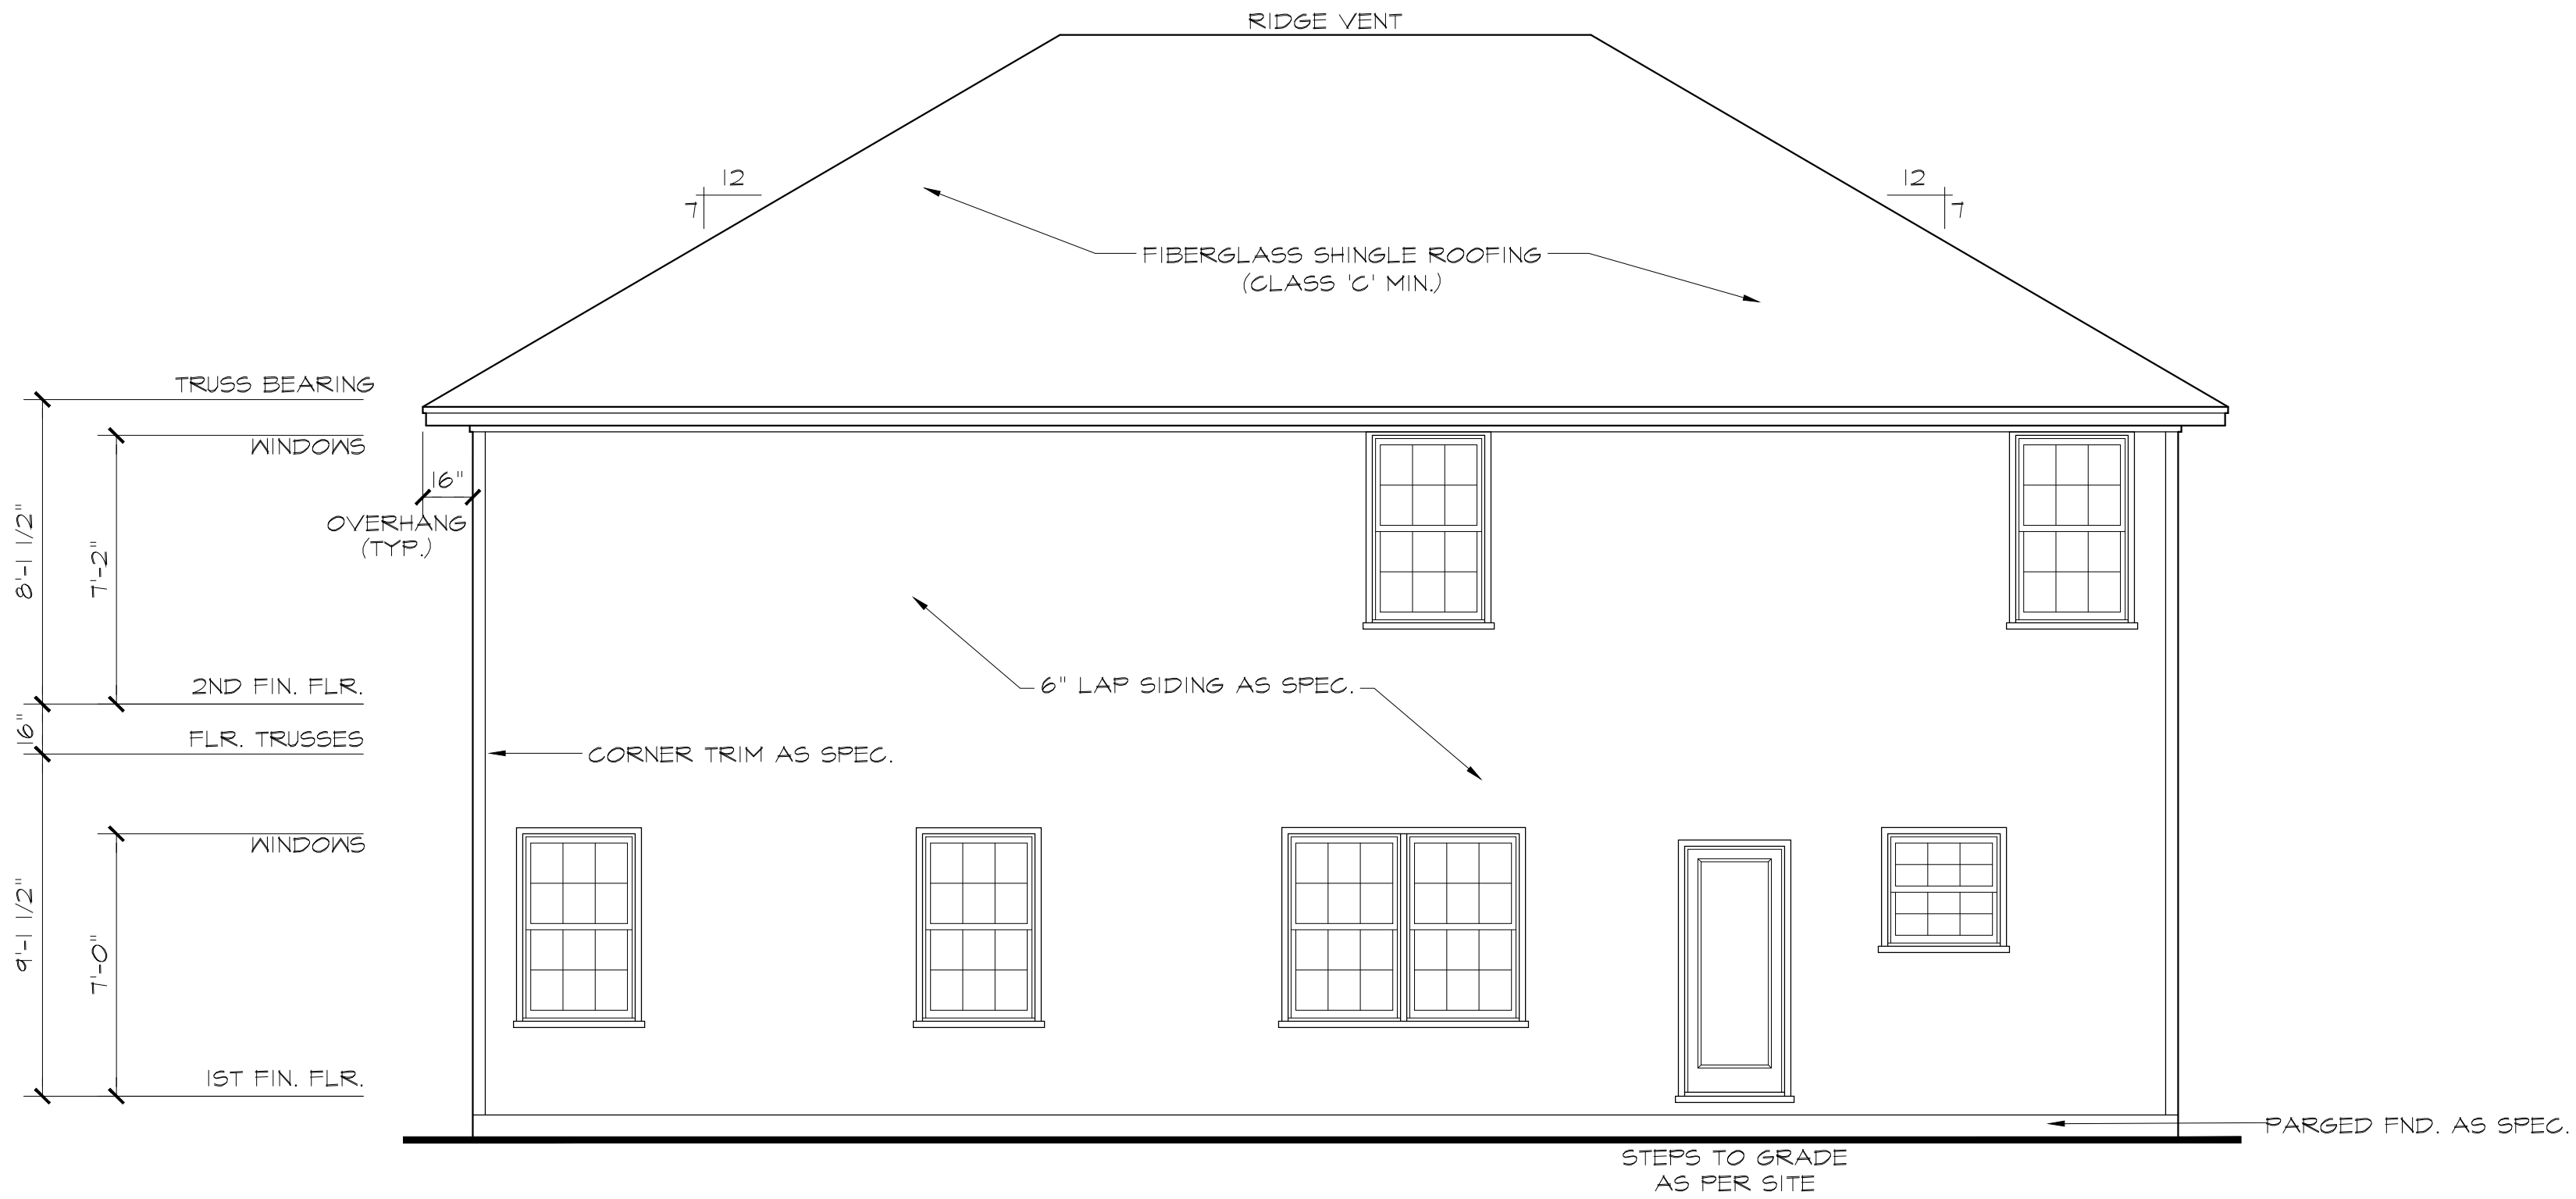 RIDGE VENT
12
7
12
7
FIBERGLASS SHINGLE ROOFING
(CLASS 'C' MIN.)
TRUSS BEARING
WINDOWS
16"
OVERHANG
(TYP.)
8'-1 1/2"
7'-2"
2ND FIN. FLR.
6" LAP SIDING AS SPEC.
16"
FLR. TRUSSES
CORNER TRIM AS SPEC.
WINDOWS
9'-1 1/2"
7'-0"
1ST FIN. FLR.
PARGED FND. AS SPEC.
STEPS TO GRADE
AS PER SITE